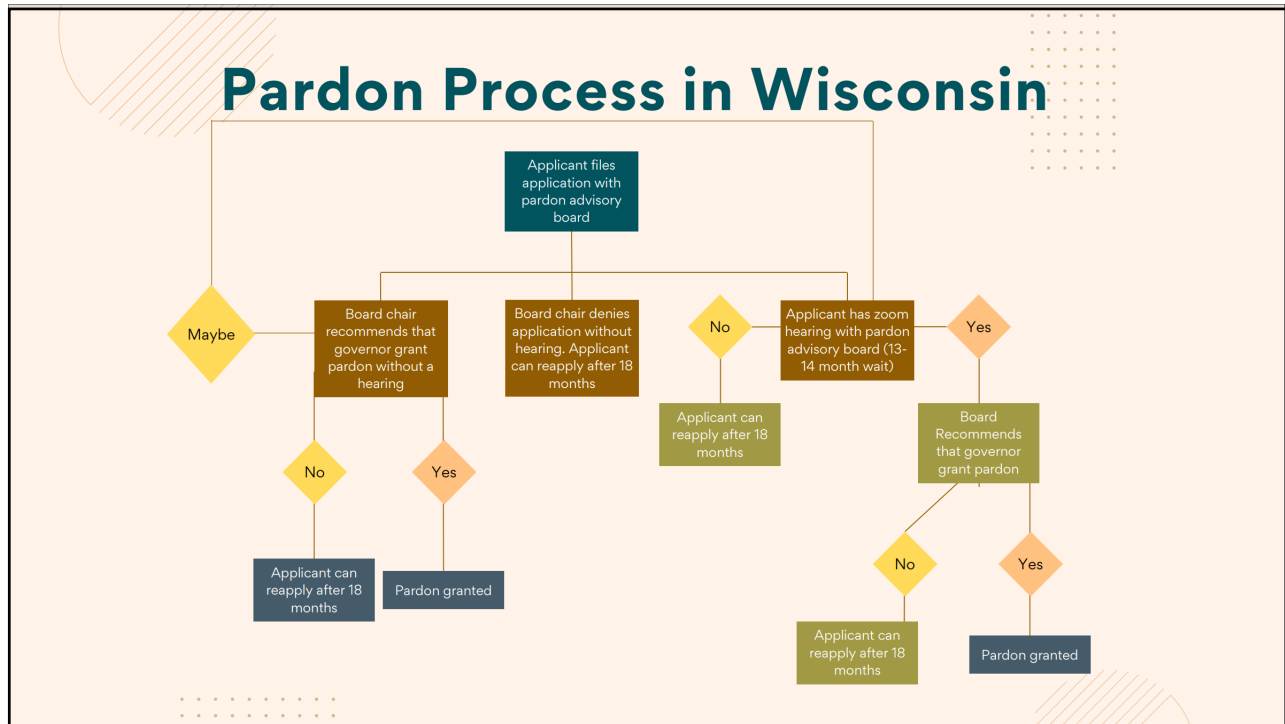 Pardon Process in Wisconsin
Applicant files
application with
pardon advisory
board
Maybe
Board chair
recommends that
governor grant
pardon without a
hearing
Board chair denies
application without
hearing. Applicant
can reapply after 18
months
No
Applicant has zoom
hearing with pardon
advisory board (13-
14 month wait)
Yes
Applicant can
reapply after 18
months
Board
Recommends
that governor
grant pardon
No
Yes
Applicant can
reapply after 18
months
Pardon granted
No
Yes
Applicant can
reapply after 18
months
Pardon granted